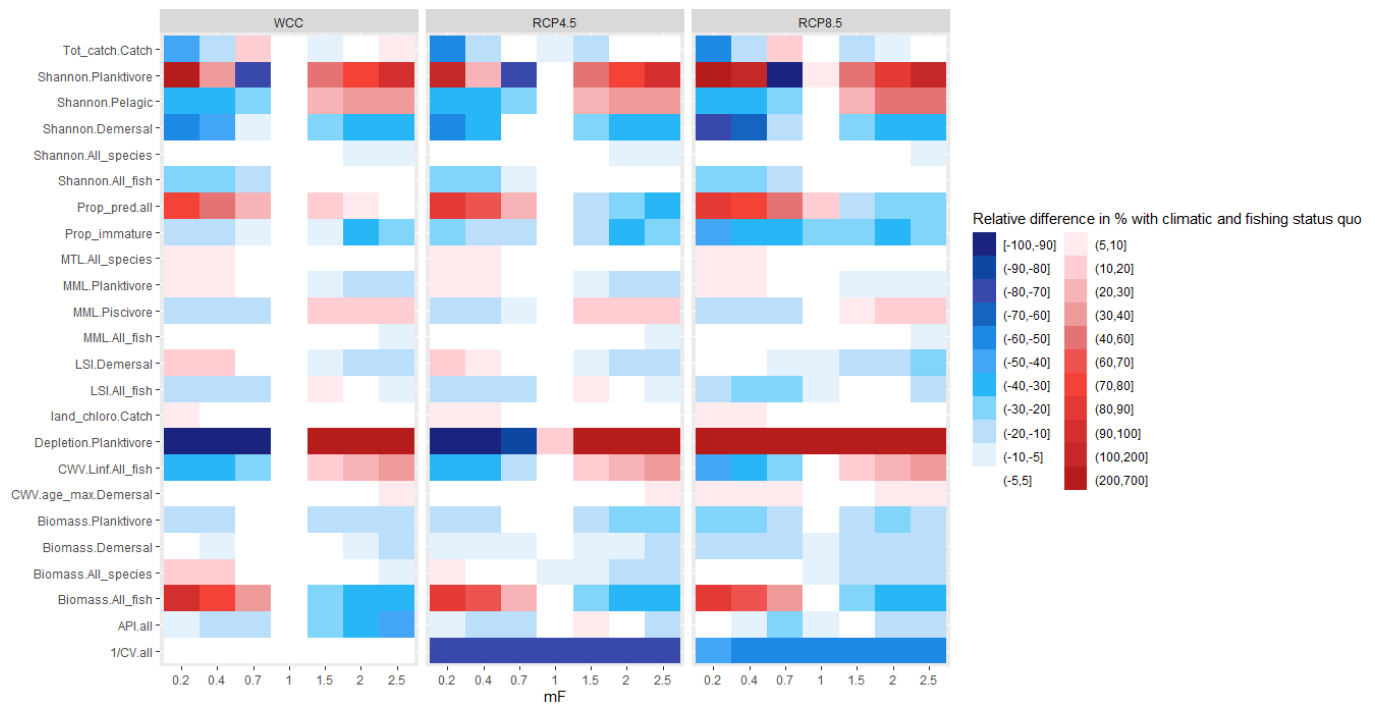 WCC RCP4.5 RCP8.5
Tot_catch.Catch
Shannon.Planktivore
Shannon.Pelagic
Shannon.Demersal
Shannon.All_species
Shannon.All_fish
Prop_pred.all
Prop_immature
MTL.All_species
MML.Planktivore
MML.Piscivore
MML.All_fish
LSI.Demersal
LSI.All_fish
land_chloro.Catch
Depletion.Planktivore
CWV.Linf.All_fish
CWV.age_max.Demersal
Biomass.Planktivore
Biomass.Demersal
Biomass.All_species
Biomass.All_fish
API.all
1/CV.all
0.2 0.4 0.7 1 1.5 2 2.5 0.2 0.4 0.7 1 1.5 2 2.5 0.2 0.4 0.7 1 1.5 2 2.5
mF
Relative difference in % with climatic and fishing status quo
[-100,-90] (5,10]
(-90,-80] (10,20]
(-80,-70] (20,30]
(-70,-60] (30,40]
(-60,-50] (40,60]
(-50,-40] (60,70]
(-40,-30] (70,80]
(-30,-20] (80,90]
(-20,-10] (90,100]
(-10,-5] (100,200]
(-5,5] (200,700]